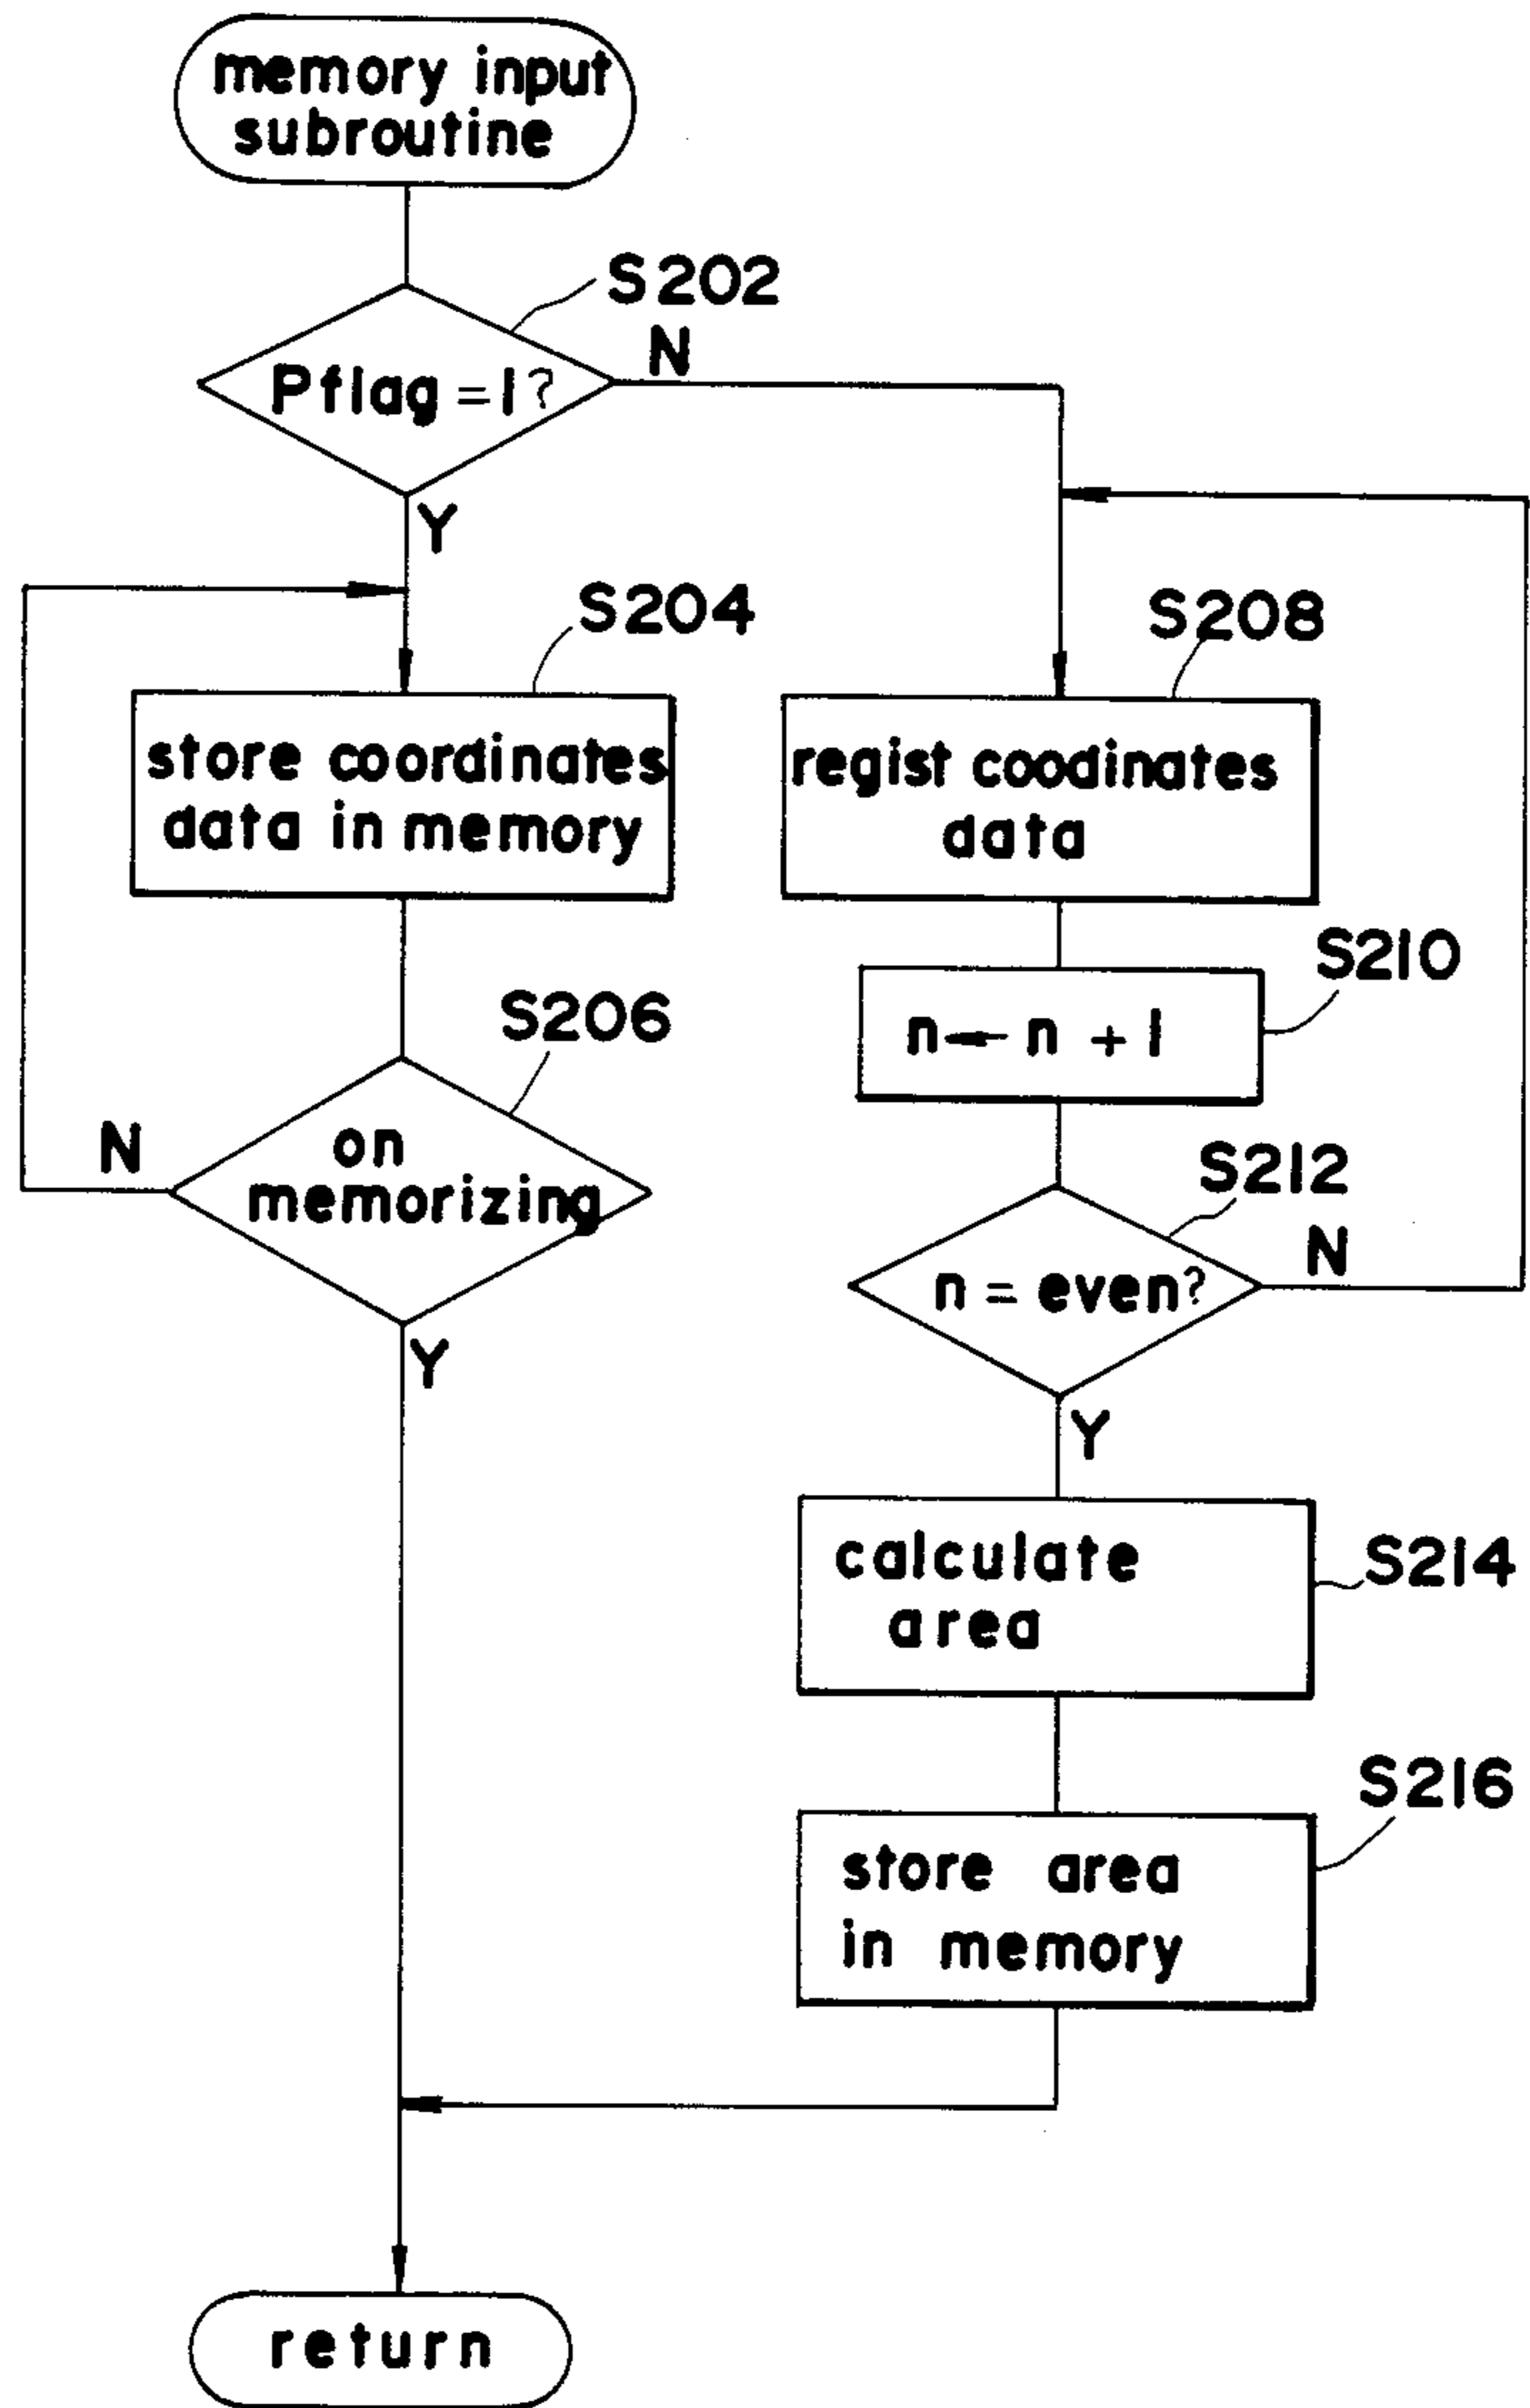 memory input
subroutine
S202
Pflag = 1?
N
Y
S204
store coordinates
data in memory
S206
on
memorizing
N
Y
S208
regist coodinates
data
S210
n ← n + 1
S212
n = even?
N
Y
S214
calculate
area
S216
store area
in memory
return